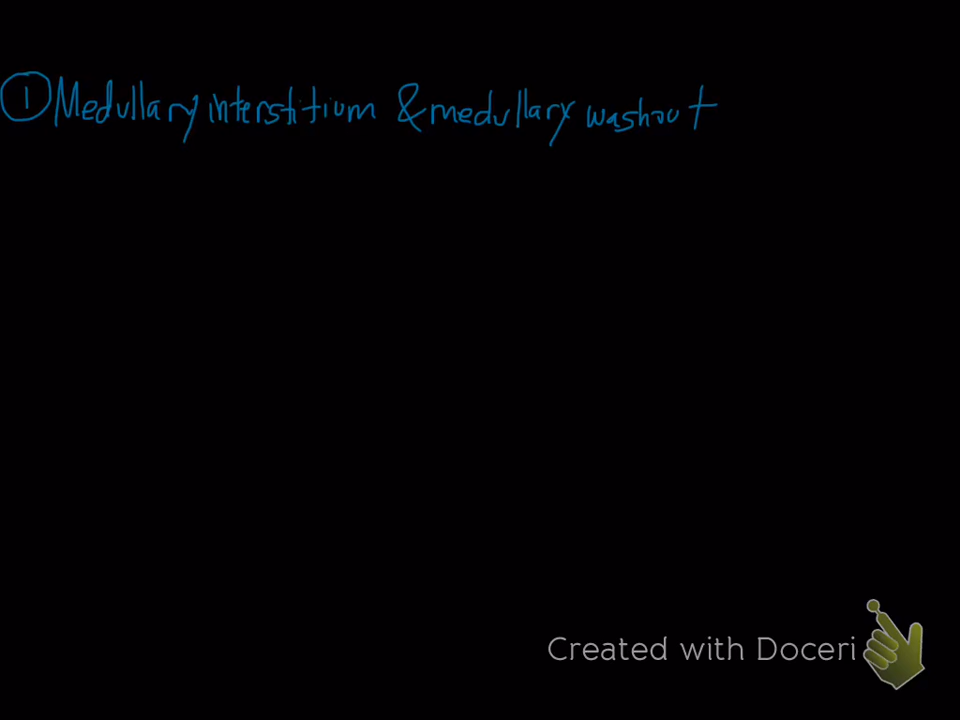 ① Medullary interstitium & medullary washout
Created with Doceri